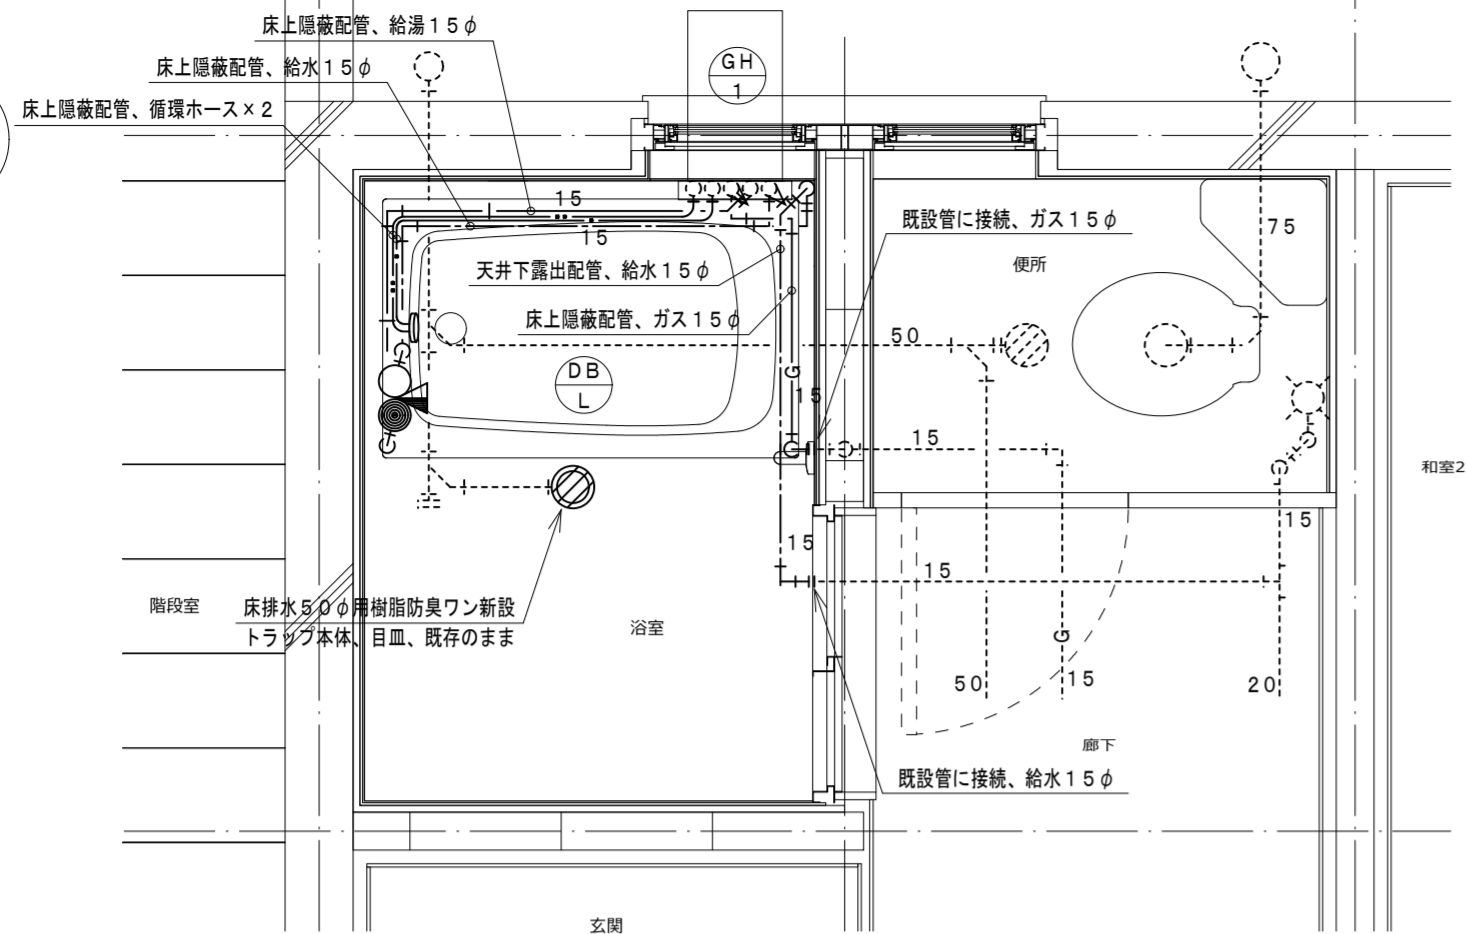 床上隠蔽配管、給湯１５φ
床上隠蔽配管、給水１５φ
床上隠蔽配管、循環ホース×２
GH
1
15
15
既設管に接続、ガス１５φ
75
便所
天井下露出配管、給水１５φ
床上隠蔽配管、ガス１５φ
50
DB
L
G
15
15
和室2
15
15
15
階段室
床排水５０φ用樹脂防臭ワン新設
トラップ本体、目皿、既存のまま
浴室
G
50
15
20
廊下
既設管に接続、給水１５φ
玄関